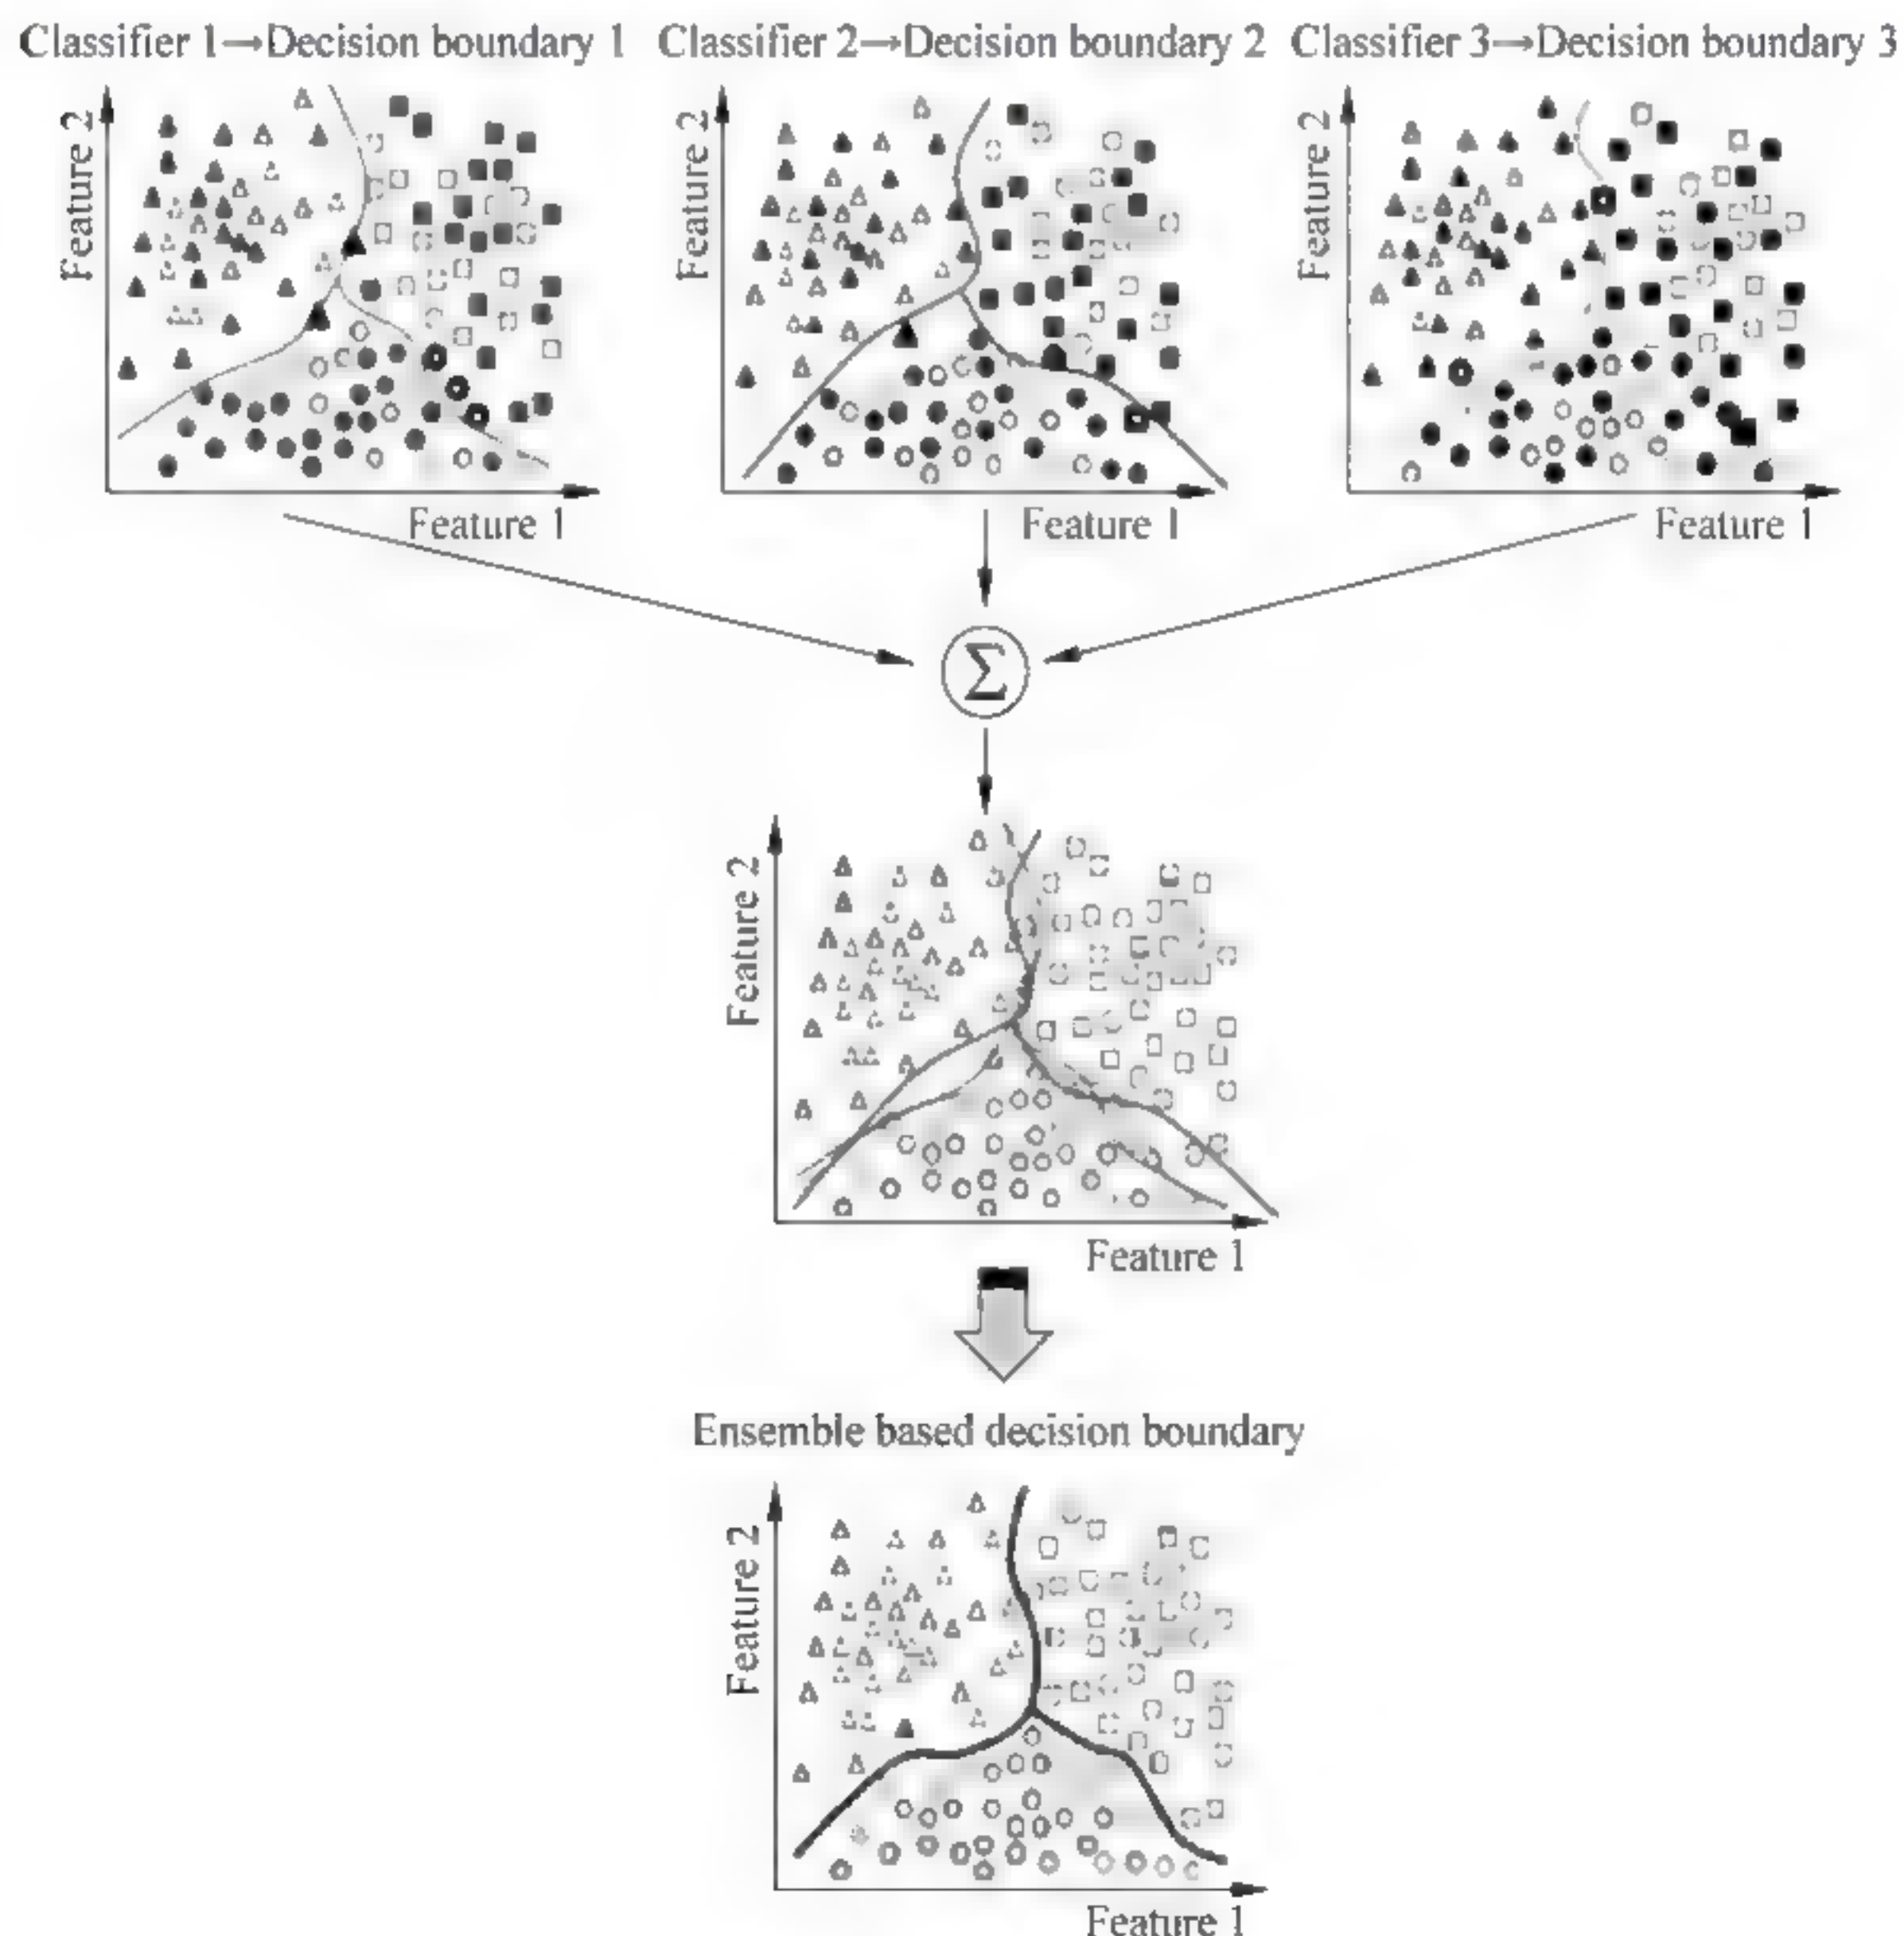 Classifier 1→Decision boundary 1
Classifier 2→Decision boundary 2
Classifier 3→Decision boundary 3
Feature 2
Feature 1
Feature 2
Feature 1
Feature 2
Feature 1
Σ
Feature 2
Feature 1
Ensemble based decision boundary
Feature 2
Feature 1